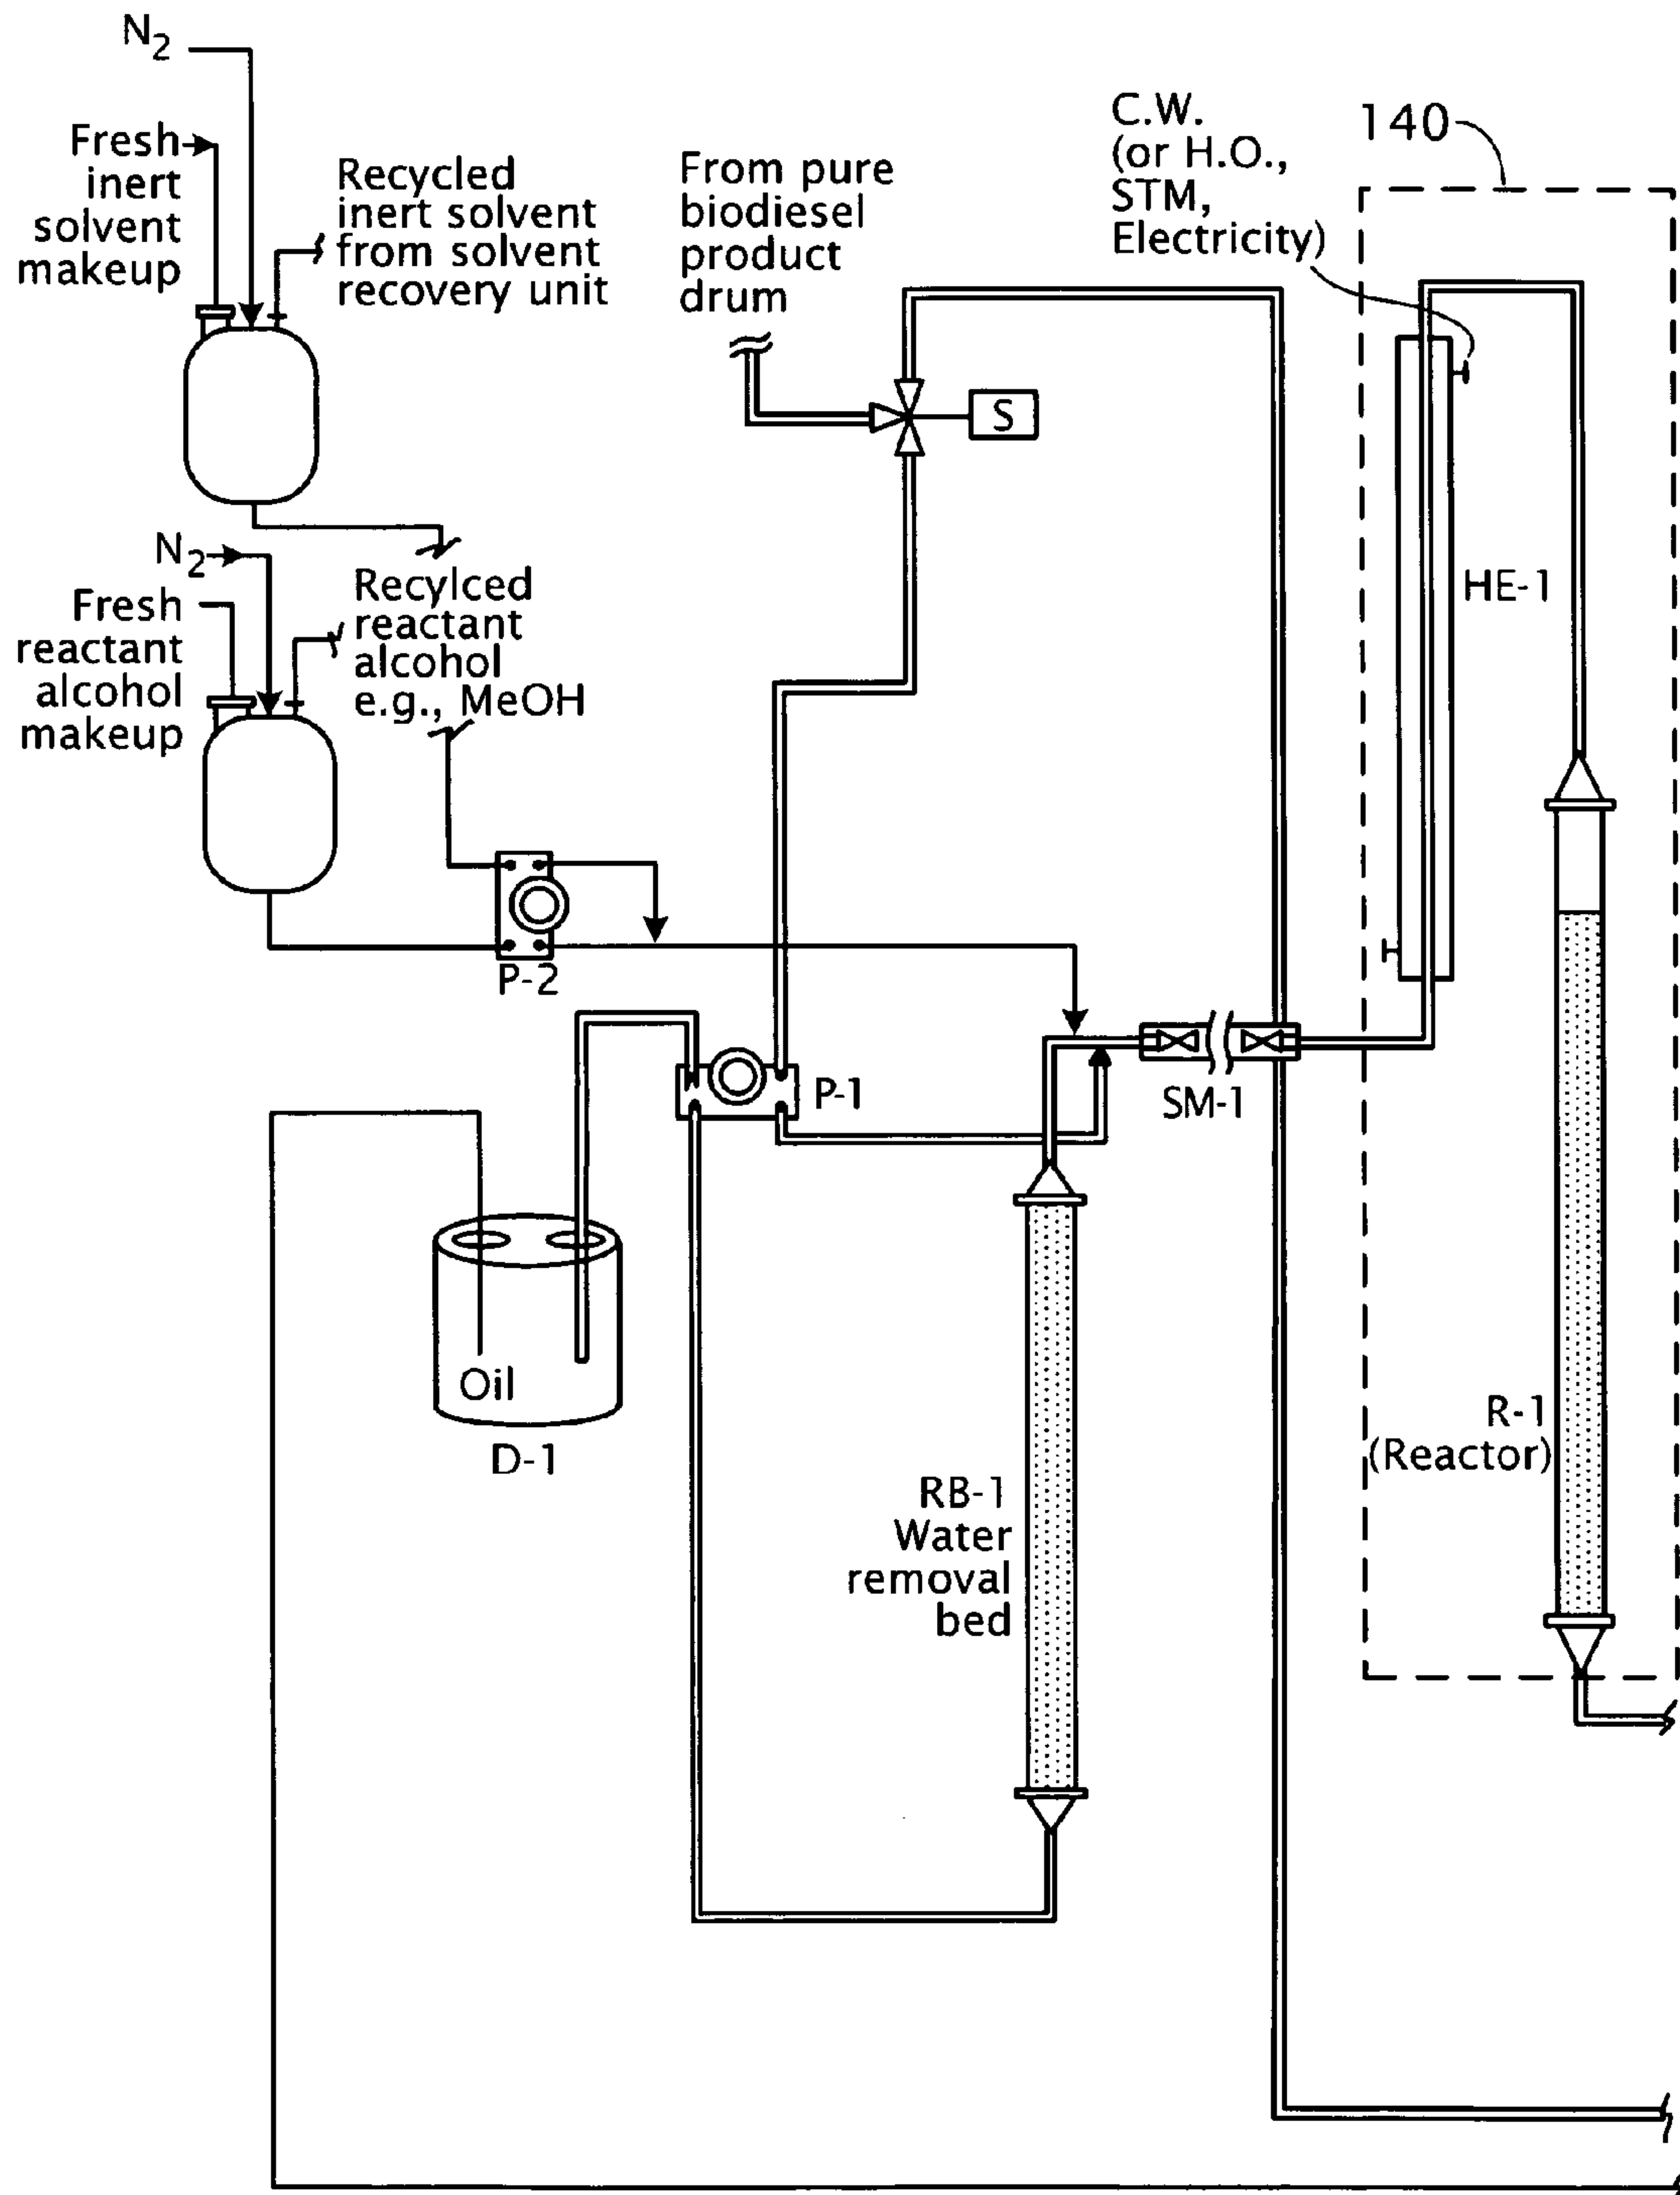 N2
Fresh
inert
solvent
makeup
Recycled
inert solvent
from solvent
recovery unit
From pure
biodiesel
product
drum
C.W.
(or H.O.,
STM,
Electricity)
140
S
N2
Fresh
reactant
alcohol
makeup
Recylced
reactant
alcohol
e.g., MeOH
HE-1
P-2
P-1
SM-1
Oil
D-1
RB-1
Water
removal
bed
R-1
(Reactor)